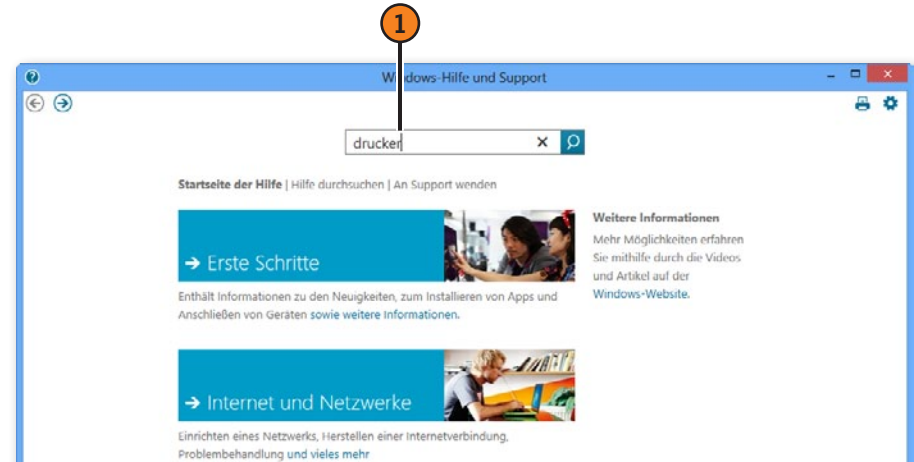 1
Windows-Hilfe und Support
drucker
Startseite der Hilfe | Hilfe durchsuchen | An Support wenden
→ Erste Schritte
Enthält Informationen zu den Neuigkeiten, zum Installieren von Apps und
Anschließen von Geräten sowie weitere Informationen.
Weitere Informationen
Mehr Möglichkeiten erfahren
Sie mithilfe durch die Videos
und Artikel auf der
Windows-Website.
→ Internet und Netzwerke
Einrichten eines Netzwerks, Herstellen einer Internetverbindung,
Problembehandlung und vieles mehr